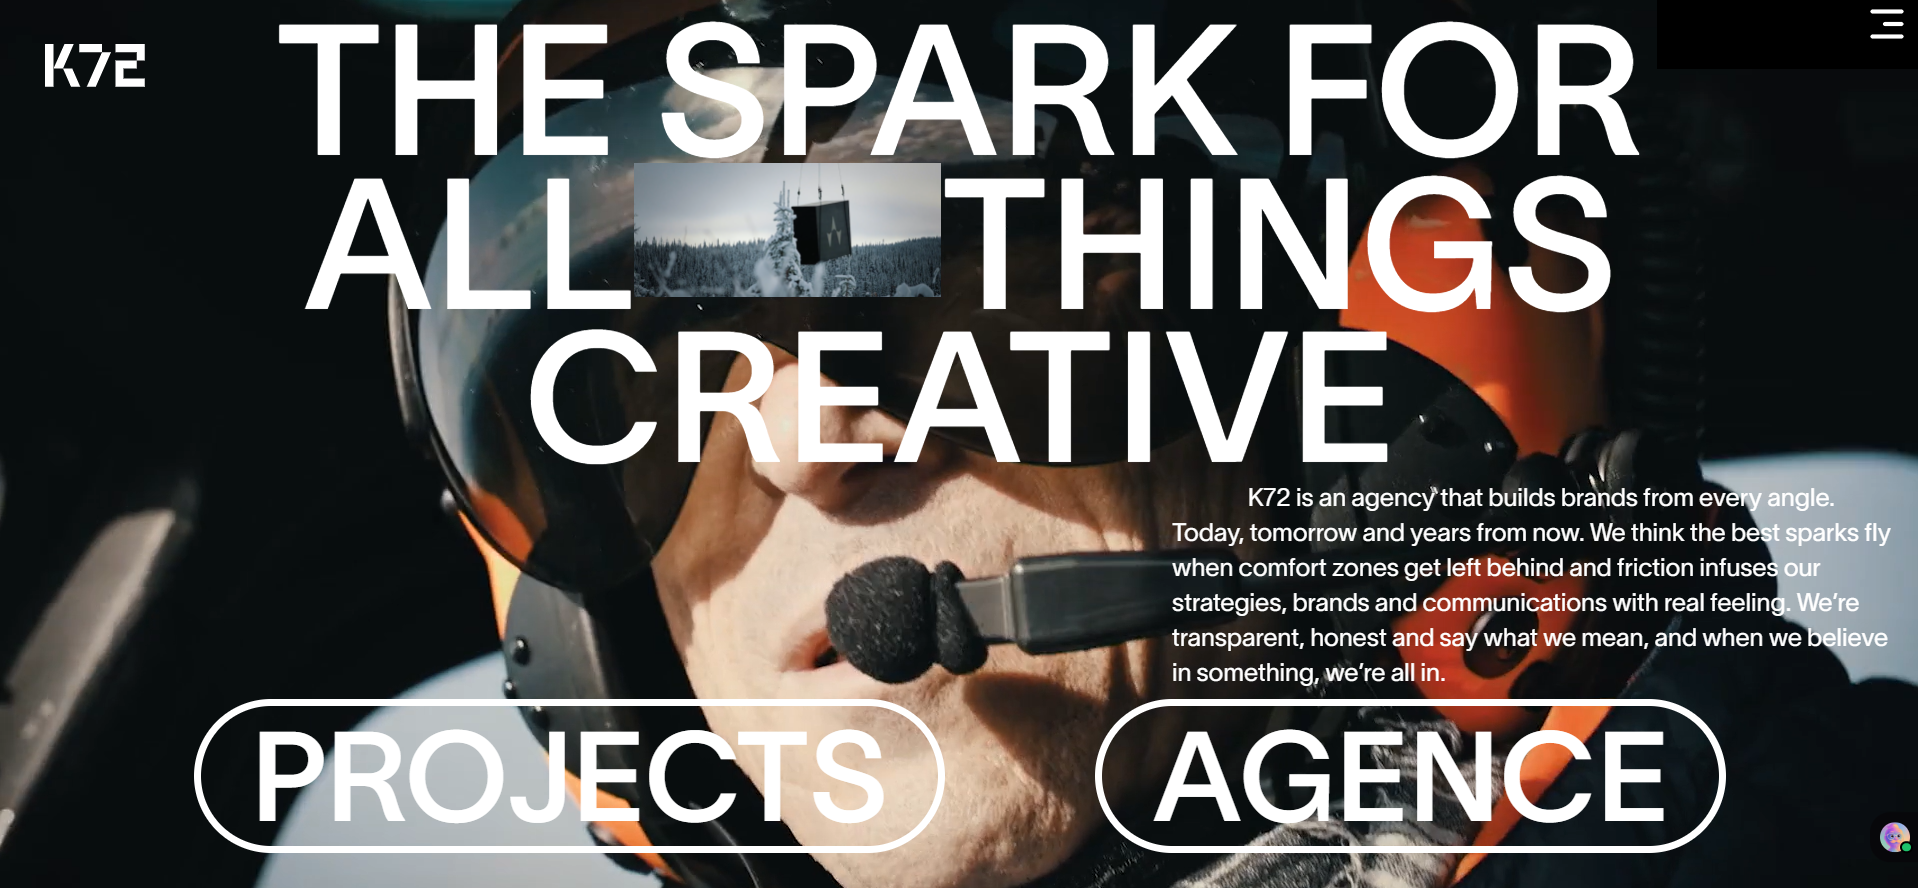 K72
THE SPARK FOR
ALL THINGS
CREATIVE
K72 is an agency that builds brands from every angle.
Today, tomorrow and years from now. We think the best sparks fly
when comfort zones get left behind and friction infuses our
strategies, brands and communications with real feeling. We’re
transparent, honest and say what we mean, and when we believe
in something, we’re all in.
PROJECTS
AGENCE